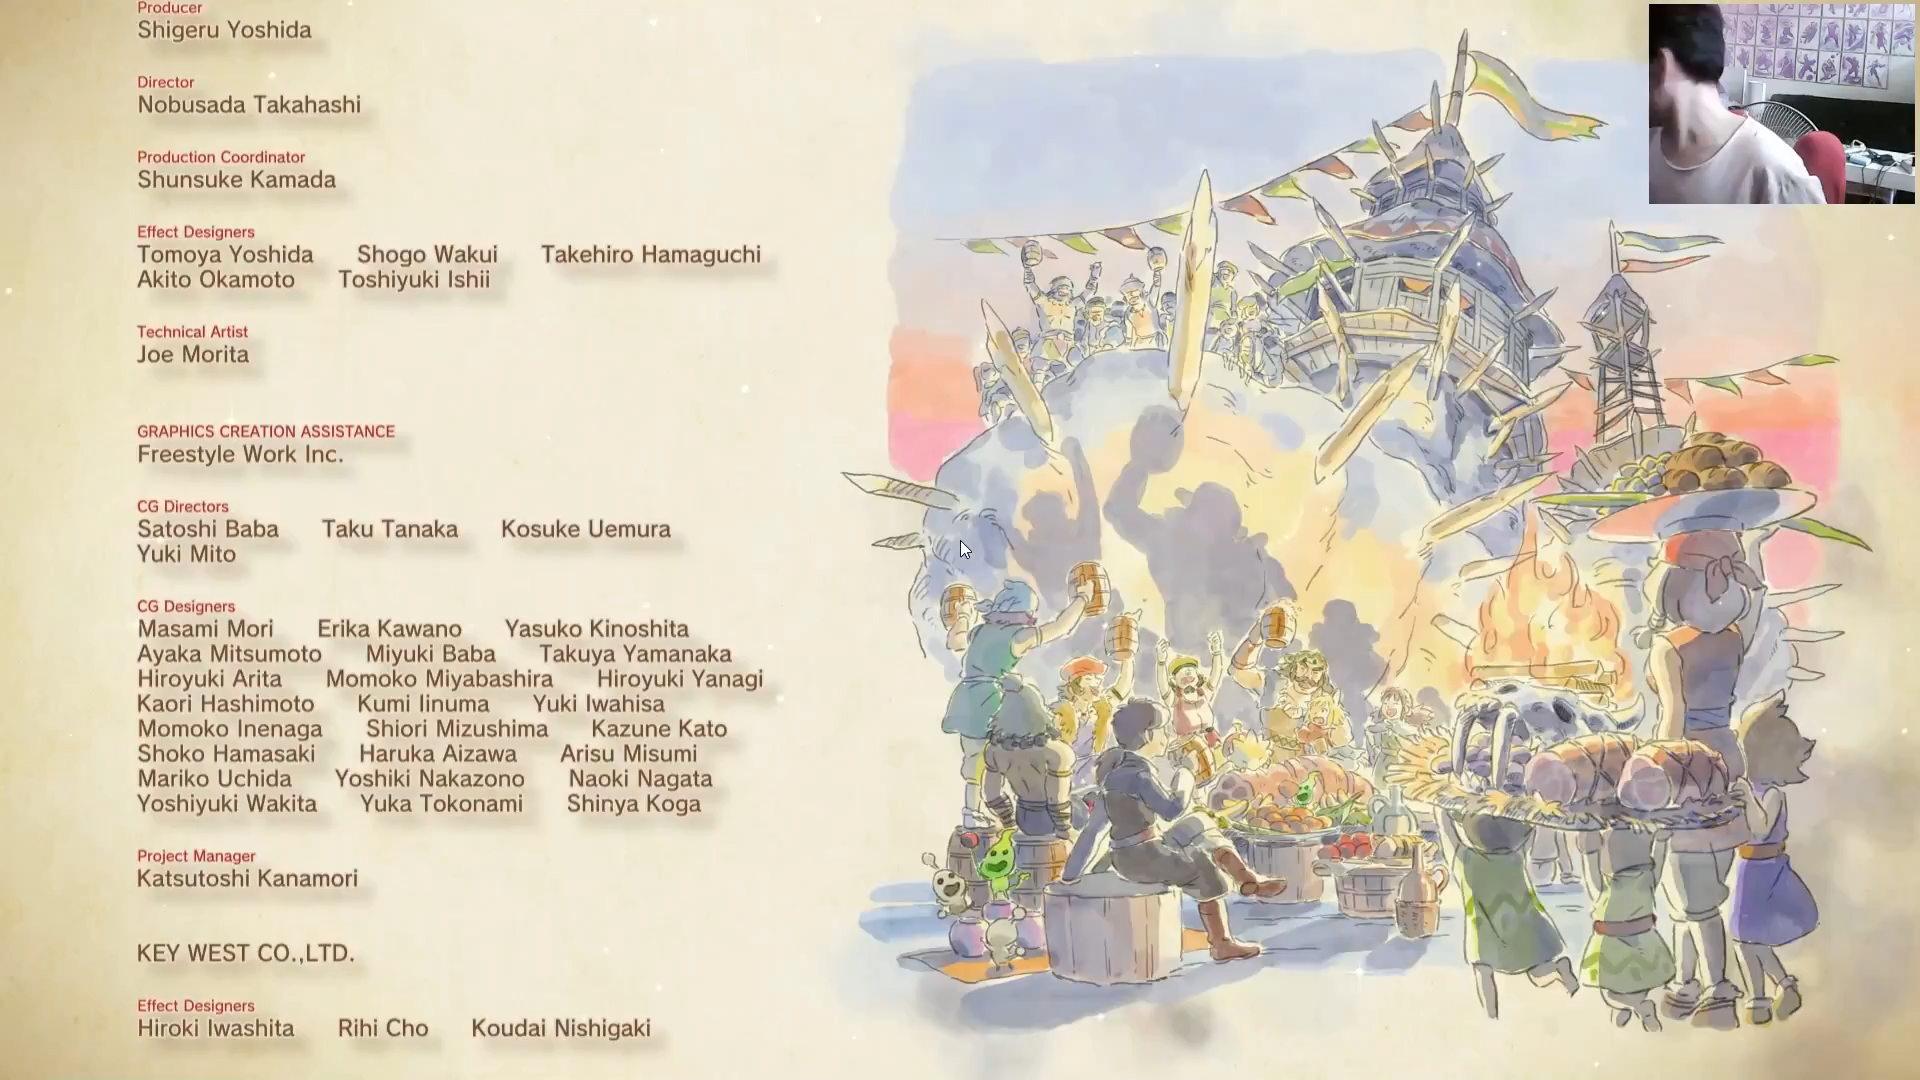 Producer
Shigeru Yoshida
Director
Nobusada Takahashi
Production Coordinator
Shunsuke Kamada
Effect Designers
Tomoya Yoshida Shogo Wakui Takehiro Hamaguchi
Akito Okamoto Toshiyuki Ishii
Technical Artist
Joe Morita
GRAPHICS CREATION ASSISTANCE
Freestyle Work Inc.
CG Directors
Satoshi Baba Taku Tanaka Kosuke Uemura
Yuki Mito
CG Designers
Masami Mori Erika Kawano Yasuko Kinoshita
Ayaka Mitsumoto Miyuki Baba Takuya Yamanaka
Hiroyuki Arita Momoko Miyabashira Hiroyuki Yanagi
Kaori Hashimoto Kumi Iinuma Yuki Iwahisa
Momoko Inenaga Shiori Mizushima Kazune Kato
Shoko Hamasaki Haruka Aizawa Arisu Misumi
Mariko Uchida Yoshiki Nakazono Naoki Nagata
Yoshiyuki Wakita Yuka Tokonami Shinya Koga
Project Manager
Katsutoshi Kanamori
KEY WEST CO.,LTD.
Effect Designers
Hiroki Iwashita Rihi Cho Koudai Nishigaki